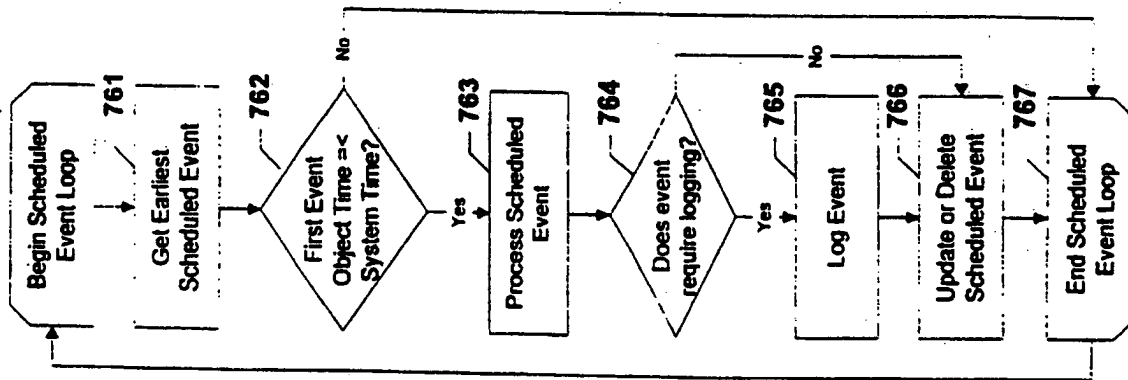 Begin Scheduled
Event Loop
761
Get Earliest
Scheduled Event
762
First Event
Object Time =<
System Time?
No
Yes
763
Process Scheduled
Event
764
Does event
require logging?
No
Yes
765
Log Event
766
Update or Delete
Scheduled Event
767
End Scheduled
Event Loop